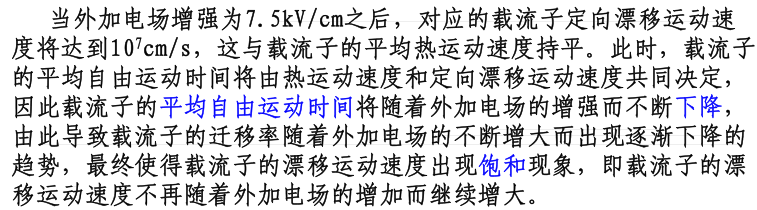 当外加电场增强为7.5kV/cm之后，对应的载流子定向漂移运动速
度将达到10⁷cm/s，这与载流子的平均热运动速度持平。此时，载流子
的平均自由运动时间将由热运动速度和定向漂移运动速度共同决定，
因此载流子的平均自由运动时间将随着外加电场的增强而不断下降，
由此导致载流子的迁移率随着外加电场的不断增大而出现逐渐下降的
趋势，最终使得载流子的漂移运动速度出现饱和现象，即载流子的漂
移运动速度不再随着外加电场的增加而继续增大。